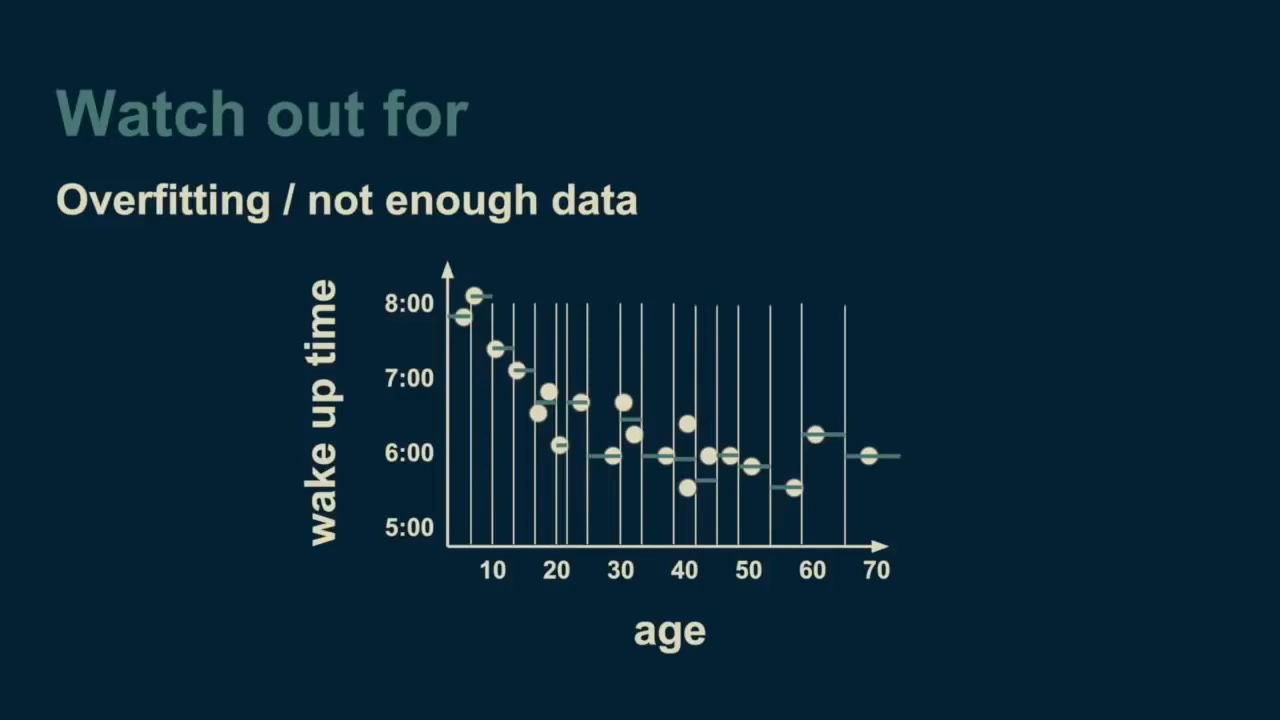 Watch out for
Overfitting / not enough data
wake up time
8:00
7:00
6:00
5:00
10 20 30 40 50 60 70
age